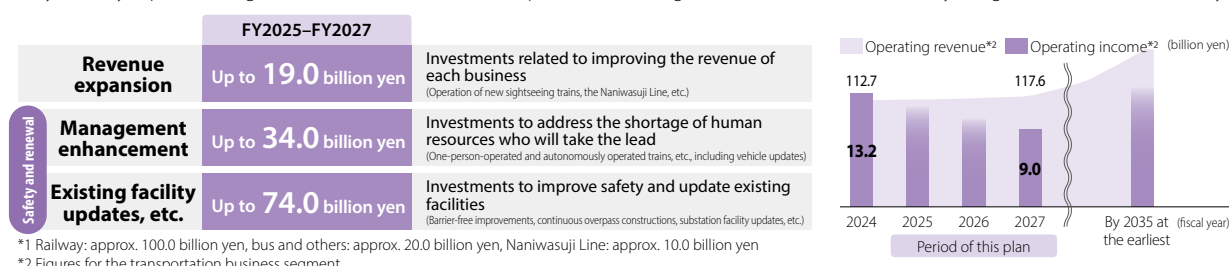 FY2025–FY2027
Revenue
expansion
Up to 19.0 billion yen
Investments related to improving the revenue of
each business
(Operation of new sightseeing trains, the Naniwasuji Line, etc.)
Safety and renewal
Management
enhancement
Up to 34.0 billion yen
Investments to address the shortage of human
resources who will take the lead
(One-person-operated and autonomously operated trains, etc., including vehicle updates)
Existing facility
updates, etc.
Up to 74.0 billion yen
Investments to improve safety and update existing
facilities
(Barrier-free improvements, continuous overpass constructions, substation facility updates, etc.)
*1 Railway: approx. 100.0 billion yen, bus and others: approx. 20.0 billion yen, Naniwasuji Line: approx. 10.0 billion yen
*2 Figures for the transportation business segment
Operating revenue*2 Operating income*2 (billion yen)
112.7 117.6
13.2
9.0
2024 2025 2026 2027 By 2035 at (fiscal year)
the earliest
Period of this plan